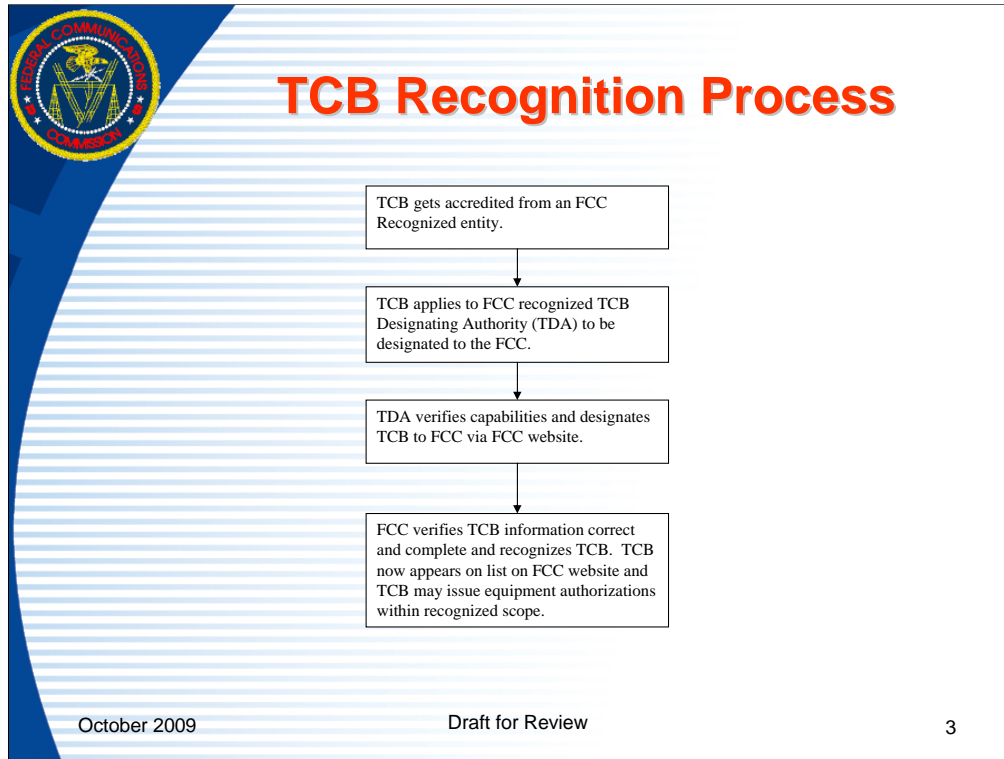 FEDERAL COMMUNICATIONS COMMISSION
TCB Recognition Process
TCB gets accredited from an FCC
Recognized entity.
TCB applies to FCC recognized TCB
Designating Authority (TDA) to be
designated to the FCC.
TDA verifies capabilities and designates
TCB to FCC via FCC website.
FCC verifies TCB information correct
and complete and recognizes TCB.  TCB
now appears on list on FCC website and
TCB may issue equipment authorizations
within recognized scope.
October 2009
Draft for Review
3